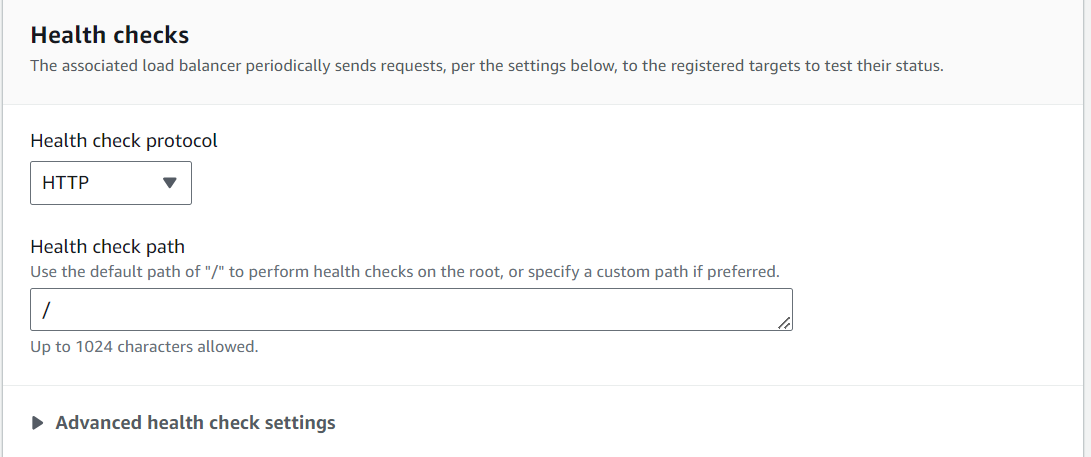 Health checks
The associated load balancer periodically sends requests, per the settings below, to the registered targets to test their status.
Health check protocol
HTTP
Health check path
Use the default path of "/" to perform health checks on the root, or specify a custom path if preferred.
/
Up to 1024 characters allowed.
Advanced health check settings